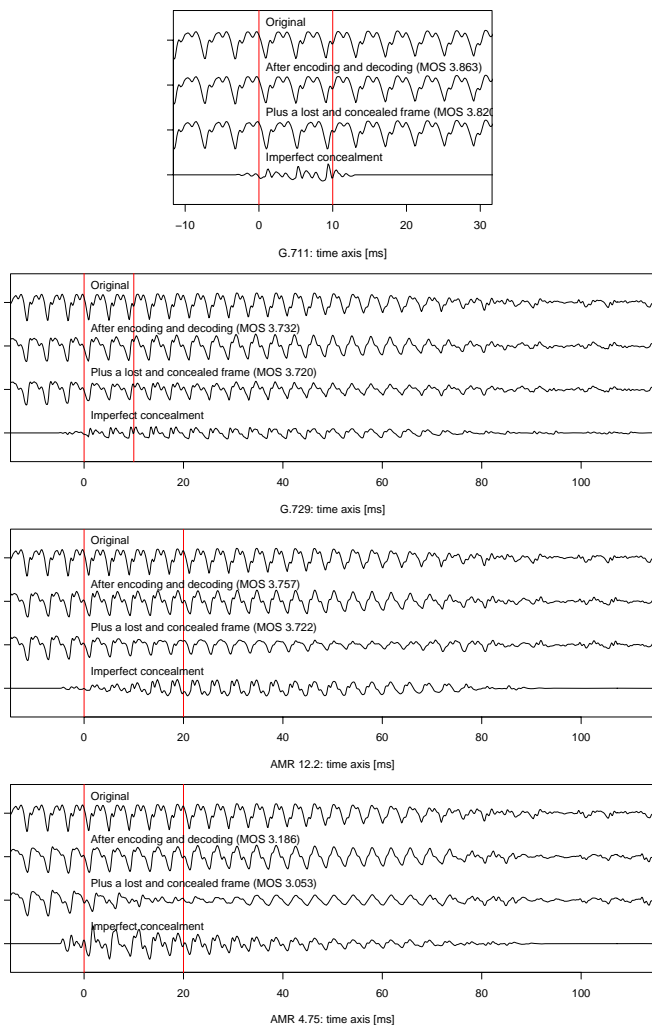 Original
After encoding and decoding (MOS 3.863)
Plus a lost and concealed frame (MOS 3.820
Imperfect concealment
−10 0 10 20 30
G.711: time axis [ms]
Original
After encoding and decoding (MOS 3.732)
Plus a lost and concealed frame (MOS 3.720)
Imperfect concealment
0 20 40 60 80 100
G.729: time axis [ms]
Original
After encoding and decoding (MOS 3.757)
Plus a lost and concealed frame (MOS 3.722)
Imperfect concealment
0 20 40 60 80 100
AMR 12.2: time axis [ms]
Original
After encoding and decoding (MOS 3.186)
Plus a lost and concealed frame (MOS 3.053)
Imperfect concealment
0 20 40 60 80 100
AMR 4.75: time axis [ms]